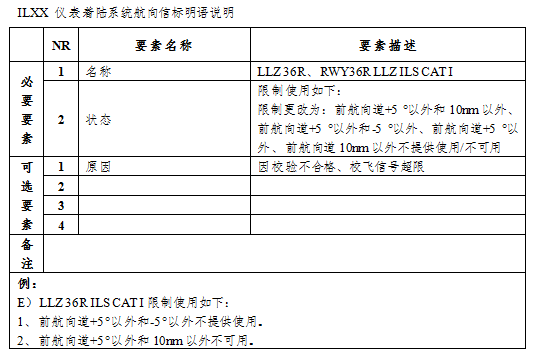 ILXX 仪表着陆系统航向信标明语说明
NR 要素名称 要素描述
必要要素
1 名称 LLZ 36R、RWY36R LLZ ILS CAT I
2 状态
限制使用如下:
限制更改为：前航向道+5 °以外和 10nm 以外、
前航向道+5 °以外和-5 °以外、前航向道+5 °以
外、前航向道 10nm 以外不提供使用/不可用
可选要素
1 原因 因校验不合格、校飞信号超限
2
3
4
备注
例：
E）LLZ 36R ILS CAT I 限制使用如下：
1、前航向道+5°以外和-5°以外不提供使用。
2、前航向道+5°以外和 10nm 以外不可用。